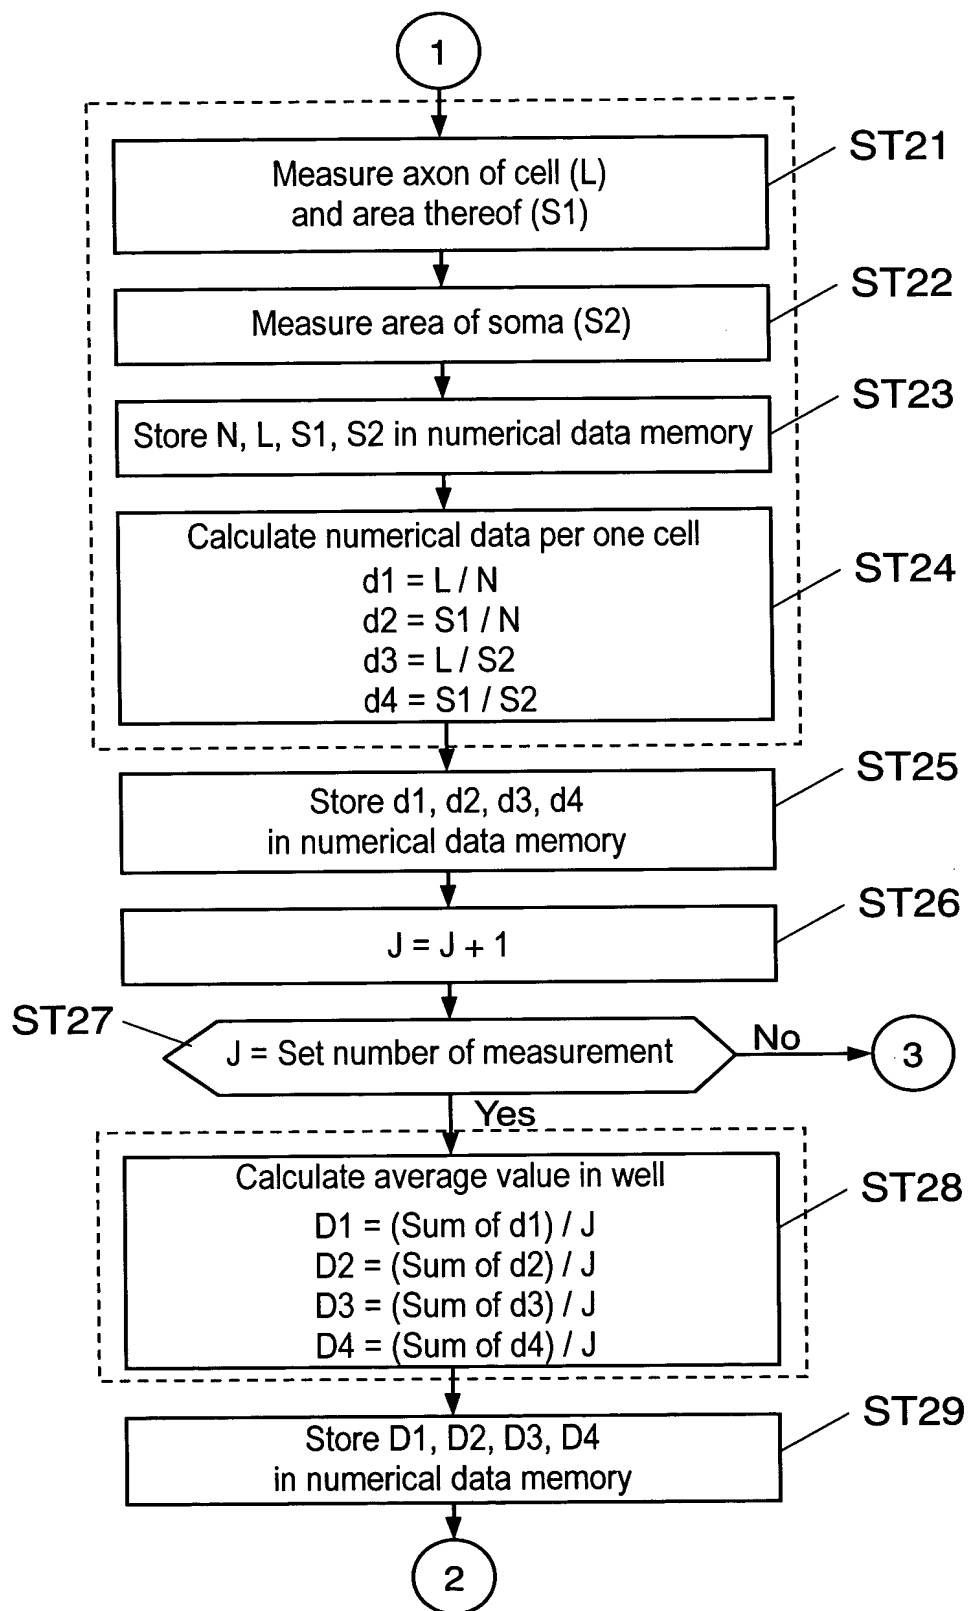 1
ST21
Measure axon of cell (L)
and area thereof (S1)
ST22
Measure area of soma (S2)
ST23
Store N, L, S1, S2 in numerical data memory
Calculate numerical data per one cell
ST24
d1 = L / N
d2 = S1 / N
d3 = L / S2
d4 = S1 / S2
ST25
Store d1, d2, d3, d4
in numerical data memory
ST26
J = J + 1
ST27
J = Set number of measurement
No
3
Yes
Calculate average value in well
ST28
D1 = (Sum of d1) / J
D2 = (Sum of d2) / J
D3 = (Sum of d3) / J
D4 = (Sum of d4) / J
ST29
Store D1, D2, D3, D4
in numerical data memory
2